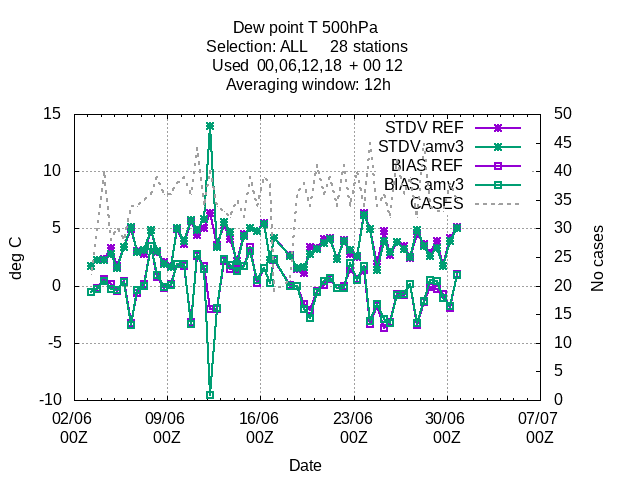 Dew point T 500hPa
Selection: ALL 28 stations
Used 00,06,12,18 + 00 12
Averaging window: 12h
15 50
STDV REF
45
STDV amv3
10 40
BIAS REF
BIAS amv3
35
CASES
5 30
25
0 20
15
-5 10
5
-10 0
deg C
No cases
02/06 09/06 16/06 23/06 30/06 07/07
00Z 00Z 00Z 00Z 00Z 00Z
Date